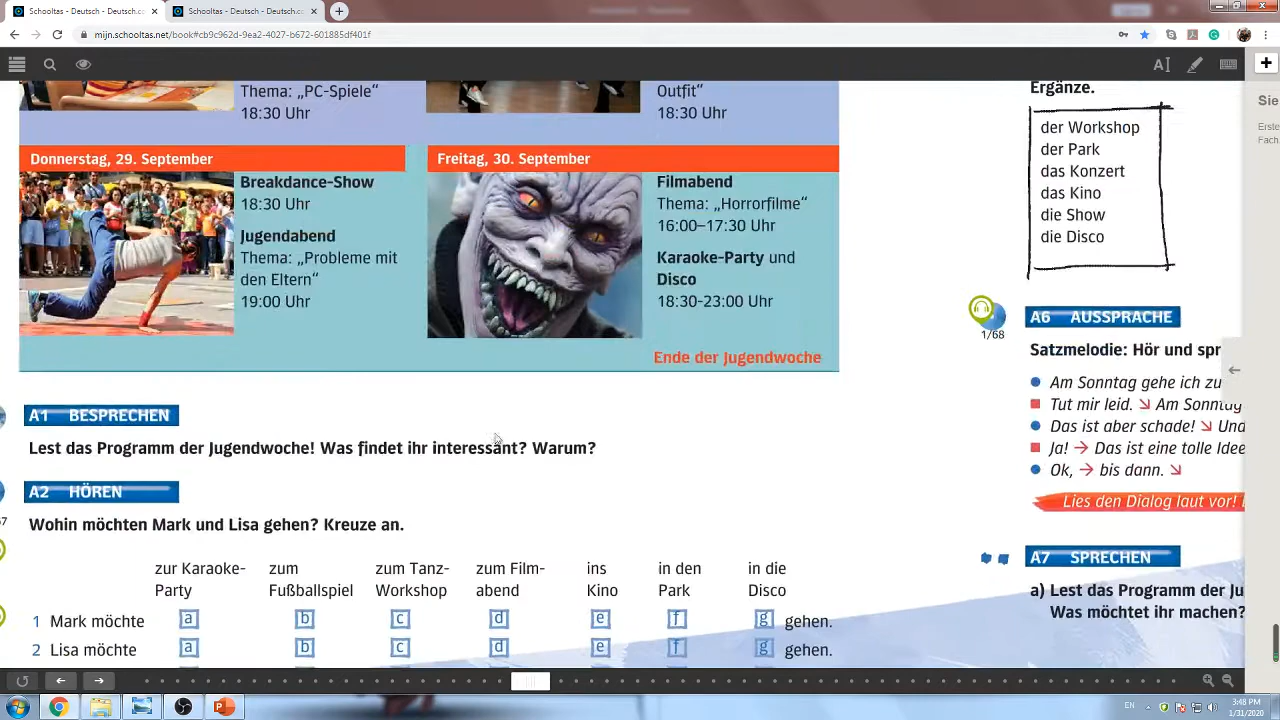 Schooltas - Deutsch - Deutsch.co
Schooltas - Deutsch - Deutsch.co
mijn.schooltas.net/book#cb9c962d-9ea2-4027-b672-601885df401f
Thema: „PC-Spiele“
18:30 Uhr
Outfit“
18:30 Uhr
Donnerstag, 29. September
Breakdance-Show
18:30 Uhr
Jugendabend
Thema: „Probleme mit
den Eltern“
19:00 Uhr
Freitag, 30. September
Filmabend
Thema: „Horrorfilme“
16:00–17:30 Uhr
Karaoke-Party und
Disco
18:30-23:00 Uhr
Ende der Jugendwoche
A1 BESPRECHEN
Lest das Programm der Jugendwoche! Was findet ihr interessant? Warum?
A2 HÖREN
Wohin möchten Mark und Lisa gehen? Kreuze an.
zur Karaoke-Party zum Fußballspiel zum Tanz-Workshop zum Film-abend ins Kino in den Park in die Disco
1 Mark möchte a b c d e f g gehen.
2 Lisa möchte a b c d e f g gehen.
Ergänze.
der Workshop
der Park
das Konzert
das Kino
die Show
die Disco
1/68
A6 AUSSPRACHE
Satzmelodie: Hör und spr
Am Sonntag gehe ich zu
Tut mir leid. ↘ Am Sonntag
Das ist aber schade! ↘ Und
Ja! → Das ist eine tolle Idee
Ok, → bis dann. ↘
Lies den Dialog laut vor!
A7 SPRECHEN
a) Lest das Programm der Ju
Was möchtet ihr machen?
Sie
Erste
Fach
EN
3:48 PM
1/31/2020